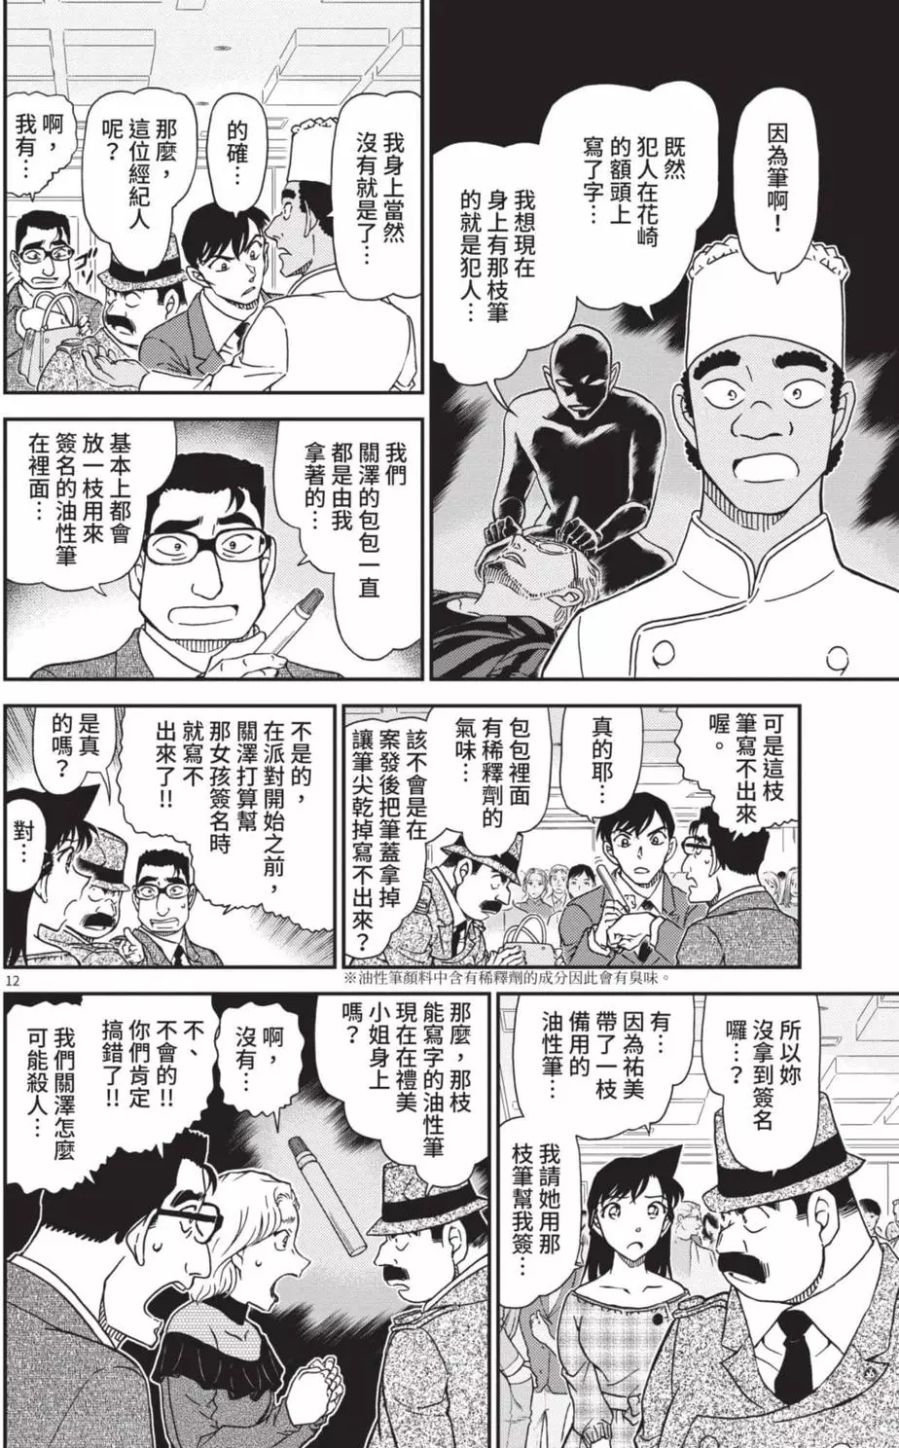 因為筆啊！
既然
犯人在花崎
的額頭上
寫了字…
我想現在
身上有那枝筆
的就是犯人…
我身上當然
沒有就是了…
的確…
那麼，
這位經紀人
呢？
啊，
我有…
我們
關澤的包包一直
都是由我
拿著的…
基本上都會
放一枝用來
簽名的油性筆
在裡面…
可是這枝
筆寫不出來
喔。
真的耶…
包包裡面
有稀釋劑的
氣味…
該不會是在
案發後把筆蓋拿掉
讓筆尖乾掉寫不出來？
※油性筆顏料中含有稀釋劑的成分因此會有臭味。
不是的，
在派對開始之前，
關澤打算幫
那女孩簽名時
就寫不
出來了!!
是真
的嗎？
對…
12
所以妳
沒拿到簽名
囉…？
有…
因為祐美
帶了一枝
備用的
油性筆…
我請她用那
枝筆幫我簽…
那麼，那枝
能寫字的油性筆
現在在禮美
小姐身上
嗎？
啊，
沒有…
不、
不會的!!
你們肯定
搞錯了!!
我們關澤怎麼
可能殺人…